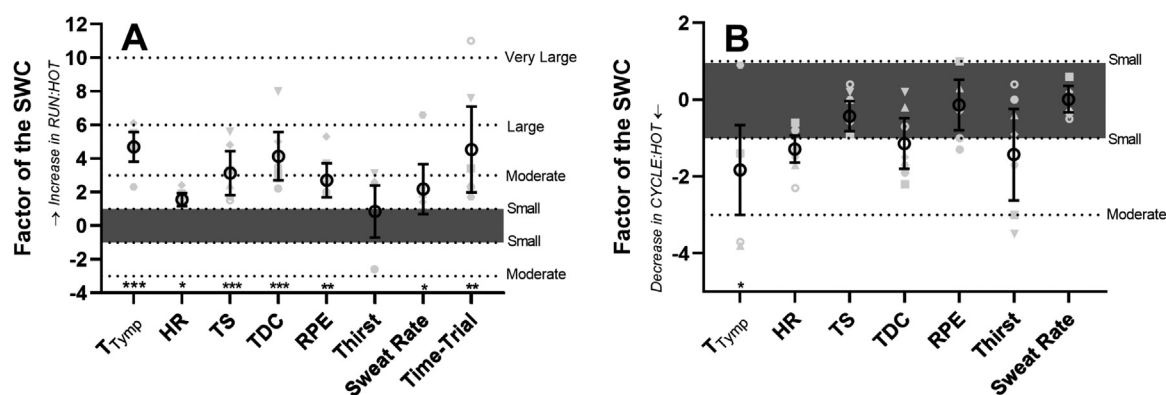 A
Factor of the SWC
→ Increase in RUN:HOT
12
10
8
6
4
2
0
-2
-4
Very Large
Large
Moderate
Small
Small
Moderate
*** * *** *** ** * **
TTymp HR TS TDC RPE Thirst Sweat Rate Time-Trial
B
Factor of the SWC
Decrease in CYCLE:HOT ←
2
0
-2
-4
Small
Small
Moderate
*
TTymp HR TS TDC RPE Thirst Sweat Rate